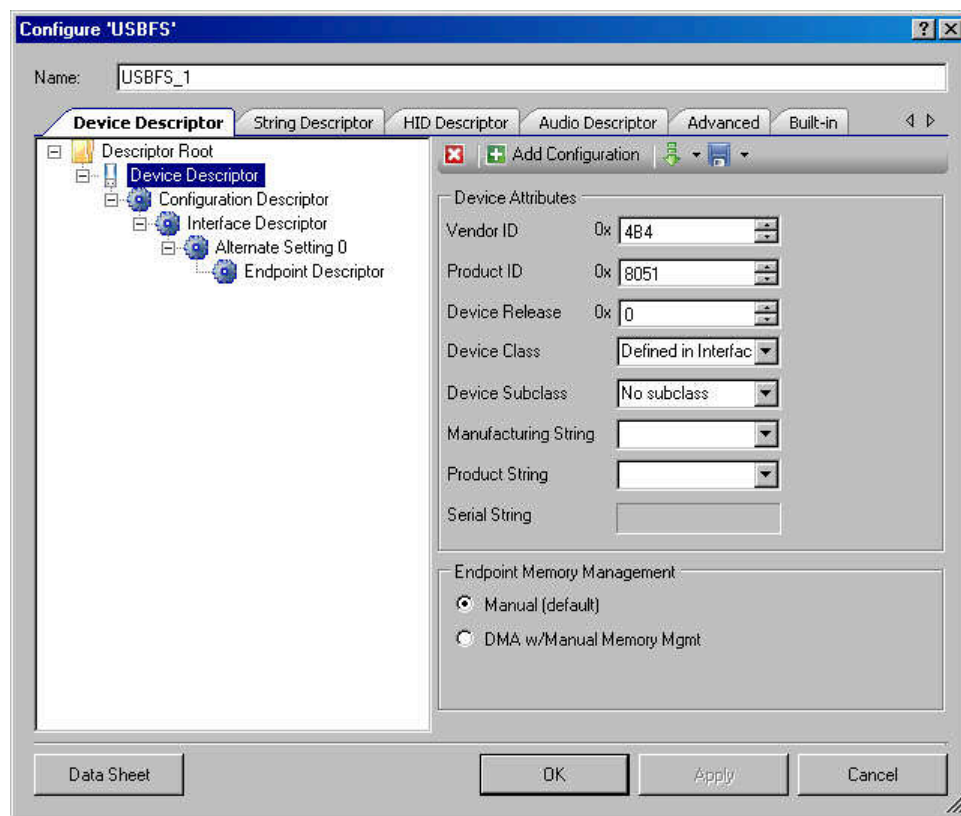 Configure 'USBFS'
Name: USBFS_1
Device Descriptor String Descriptor HID Descriptor Audio Descriptor Advanced Built-in
Descriptor Root
Device Descriptor
Configuration Descriptor
Interface Descriptor
Alternate Setting 0
Endpoint Descriptor
Add Configuration
Device Attributes
Vendor ID 0x 4B4
Product ID 0x 8051
Device Release 0x 0
Device Class Defined in Interfac
Device Subclass No subclass
Manufacturing String
Product String
Serial String
Endpoint Memory Management
Manual (default)
DMA w/Manual Memory Mgmt
Data Sheet OK Apply Cancel